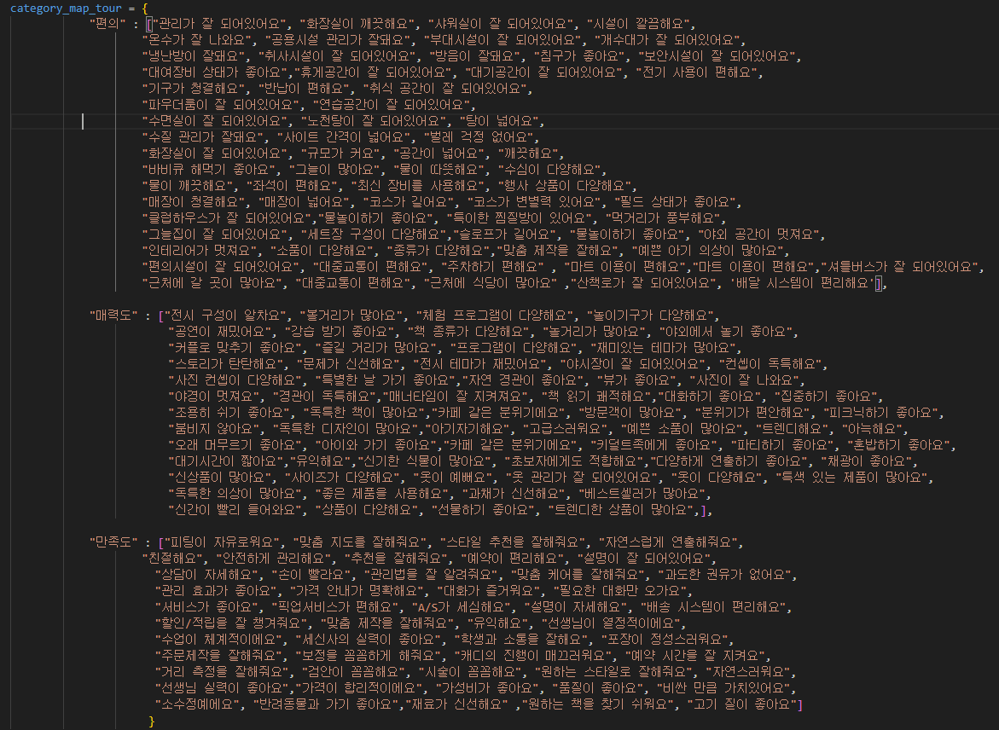 category_map_tour = {
"편의" : ["관리가 잘 되어있어요", "화장실이 깨끗해요", "샤워실이 잘 되어있어요", "시설이 깔끔해요",
"온수가 잘 나와요", "공용시설 관리가 잘돼요", "부대시설이 잘 되어있어요", "개수대가 잘 되어있어요",
"냉난방이 잘돼요", "취사시설이 잘 되어있어요", "방음이 잘돼요", "침구가 좋아요", "보안시설이 잘 되어있어요",
"대여장비 상태가 좋아요","휴게공간이 잘 되어있어요", "대기공간이 잘 되어있어요", "전기 사용이 편해요",
"기구가 청결해요", "반납이 편해요", "취식 공간이 잘 되어있어요",
"파우더룸이 잘 되어있어요", "연습공간이 잘 되어있어요",
"수면실이 잘 되어있어요", "노천탕이 잘 되어있어요", "탕이 넓어요",
"수질 관리가 잘돼요", "사이트 간격이 넓어요", "벌레 걱정 없어요",
"화장실이 잘 되어있어요", "규모가 커요", "공간이 넓어요", "깨끗해요",
"바비큐 해먹기 좋아요", "그늘이 많아요", "물이 따뜻해요", "수심이 다양해요",
"물이 깨끗해요", "좌석이 편해요", "최신 장비를 사용해요", "행사 상품이 다양해요",
"매장이 청결해요", "매장이 넓어요", "코스가 길어요", "코스가 변별력 있어요", "필드 상태가 좋아요",
"클럽하우스가 잘 되어있어요","물놀이하기 좋아요", "특이한 찜질방이 있어요", "먹거리가 풍부해요",
"그늘집이 잘 되어있어요", "세트장 구성이 다양해요","슬로프가 길어요", "물놀이하기 좋아요", "야외 공간이 멋져요",
"인테리어가 멋져요", "소품이 다양해요", "종류가 다양해요","맞춤 제작을 잘해요", "예쁜 아기 의상이 많아요",
"편의시설이 잘 되어있어요", "대중교통이 편해요", "주차하기 편해요" , "마트 이용이 편해요","마트 이용이 편해요","셔틀버스가 잘 되어있어요",
"근처에 갈 곳이 많아요", "대중교통이 편해요", "근처에 식당이 많아요" ,"산책로가 잘 되어있어요", '배달 시스템이 편리해요'],
"매력도" : ["전시 구성이 알차요", "볼거리가 많아요", "체험 프로그램이 다양해요", "놀이기구가 다양해요",
"공연이 재밌어요", "강습 받기 좋아요", "책 종류가 다양해요", "놀거리가 많아요", "야외에서 놀기 좋아요",
"커플로 맞추기 좋아요", "즐길 거리가 많아요", "프로그램이 다양해요", "재미있는 테마가 많아요",
"스토리가 탄탄해요", "문제가 신선해요", "전시 테마가 재밌어요", "야시장이 잘 되어있어요", "컨셉이 독특해요",
"사진 컨셉이 다양해요", "특별한 날 가기 좋아요","자연 경관이 좋아요", "뷰가 좋아요", "사진이 잘 나와요",
"야경이 멋져요", "경관이 독특해요","매너타임이 잘 지켜져요", "책 읽기 쾌적해요","대화하기 좋아요", "집중하기 좋아요",
"조용히 쉬기 좋아요", "독특한 책이 많아요","카페 같은 분위기에요", "방문객이 많아요", "분위기가 편안해요", "피크닉하기 좋아요",
"붐비지 않아요", "독특한 디자인이 많아요","아기자기해요", "고급스러워요", "예쁜 소품이 많아요", "트렌디해요", "아늑해요",
"오래 머무르기 좋아요", "아이와 가기 좋아요","카페 같은 분위기에요", "키덜트족에게 좋아요", "파티하기 좋아요", "혼밥하기 좋아요",
"대기시간이 짧아요","유익해요","신기한 식물이 많아요", "초보자에게도 적합해요","다양하게 연출하기 좋아요", "채광이 좋아요",
"신상품이 많아요", "사이즈가 다양해요", "옷이 예뻐요", "옷 관리가 잘 되어있어요", "옷이 다양해요", "특색 있는 제품이 많아요",
"독특한 의상이 많아요", "좋은 제품을 사용해요", "과채가 신선해요", "베스트셀러가 많아요",
"신간이 빨리 들어와요", "상품이 다양해요", "선물하기 좋아요", "트렌디한 상품이 많아요",],
"만족도" : ["피팅이 자유로워요", "맞춤 지도를 잘해줘요", "스타일 추천을 잘해줘요", "자연스럽게 연출해줘요",
"친절해요", "안전하게 관리해요", "추천을 잘해줘요", "예약이 편리해요", "설명이 잘 되어있어요",
"상담이 자세해요", "손이 빨라요", "관리법을 잘 알려줘요", "맞춤 케어를 잘해줘요", "과도한 권유가 없어요",
"관리 효과가 좋아요", "가격 안내가 명확해요", "대화가 즐거워요", "필요한 대화만 오가요",
"서비스가 좋아요", "픽업서비스가 편해요", "A/S가 세심해요", "설명이 자세해요", "배송 시스템이 편리해요",
"할인/적립을 잘 챙겨줘요", "맞춤 제작을 잘해줘요", "유익해요", "선생님이 열정적이에요",
"수업이 체계적이에요", "세신사의 실력이 좋아요", "학생과 소통을 잘해요", "포장이 정성스러워요",
"주문제작을 잘해줘요", "보정을 꼼꼼하게 해줘요", "캐디의 진행이 매끄러워요", "예약 시간을 잘 지켜요",
"거리 측정을 잘해줘요", "검안이 꼼꼼해요", "시술이 꼼꼼해요", "원하는 스타일로 잘해줘요", "자연스러워요",
"선생님 실력이 좋아요","가격이 합리적이에요", "가성비가 좋아요", "품질이 좋아요", "비싼 만큼 가치있어요",
"소수정예에요", "반려동물과 가기 좋아요","재료가 신선해요" ,"원하는 책을 찾기 쉬워요", "고기 질이 좋아요"]
}